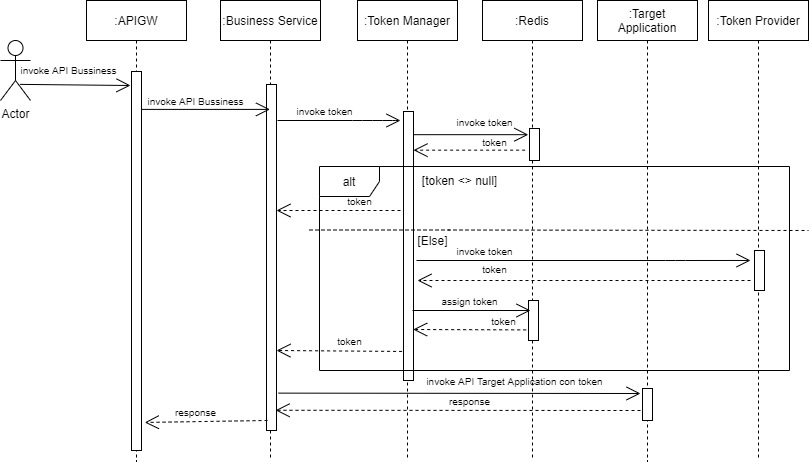 :APIGW
:Business Service
:Token Manager
:Redis
:Target
Application
:Token Provider
invoke API Bussiness
Actor
invoke API Bussiness
invoke token
invoke token
token
alt
[token <> null]
token
[Else]
invoke token
token
assign token
token
token
invoke API Target Application con token
response
response